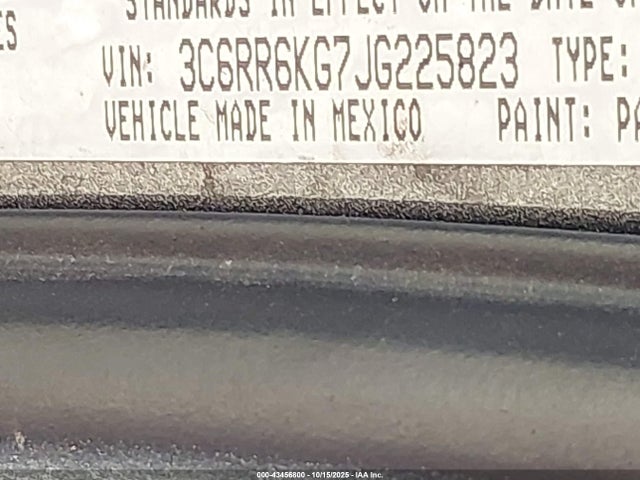 STANDARDS IN EFFECT ON THE DATE
ES
VIN: 3C6RR6KG7JG225823 TYPE:
VEHICLE MADE IN MEXICO PAINT: PA
000-43456800 - 10/15/2025 - IAA Inc.